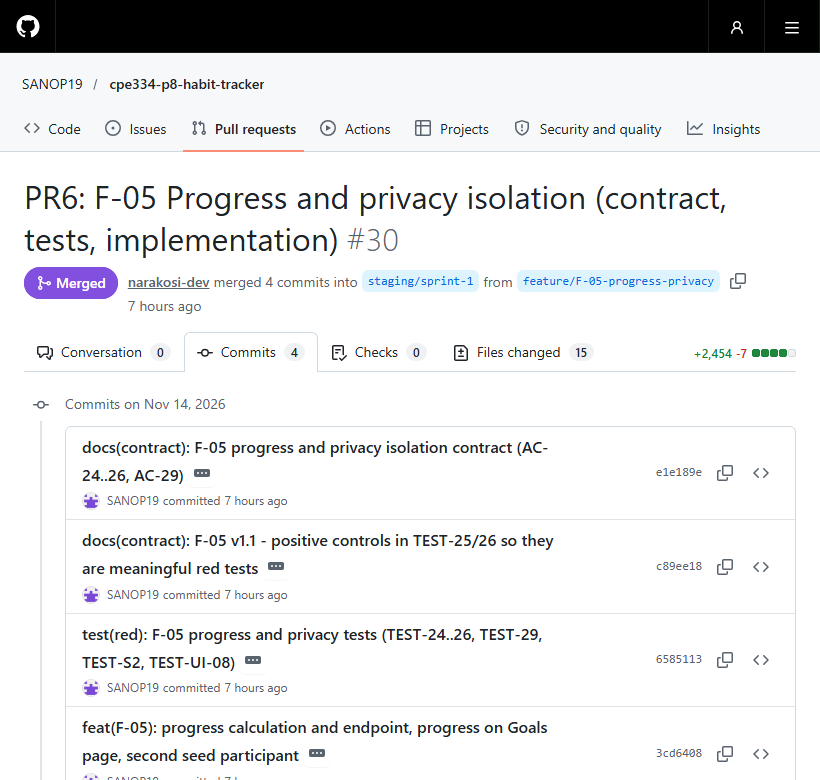 SANOP19 / cpe334-p8-habit-tracker
Code Issues Pull requests Actions Projects Security and quality Insights
PR6: F-05 Progress and privacy isolation (contract,
tests, implementation) #30
Merged narakosi-dev merged 4 commits into staging/sprint-1 from feature/F-05-progress-privacy
7 hours ago
Conversation 0 Commits 4 Checks 0 Files changed 15 +2,454 -7
Commits on Nov 14, 2026
docs(contract): F-05 progress and privacy isolation contract (AC-
24..26, AC-29)
e1e189e
SANOP19 committed 7 hours ago
docs(contract): F-05 v1.1 - positive controls in TEST-25/26 so they
are meaningful red tests
c89ee18
SANOP19 committed 7 hours ago
test(red): F-05 progress and privacy tests (TEST-24..26, TEST-29,
TEST-S2, TEST-UI-08)
6585113
SANOP19 committed 7 hours ago
feat(F-05): progress calculation and endpoint, progress on Goals
page, second seed participant
3cd6408